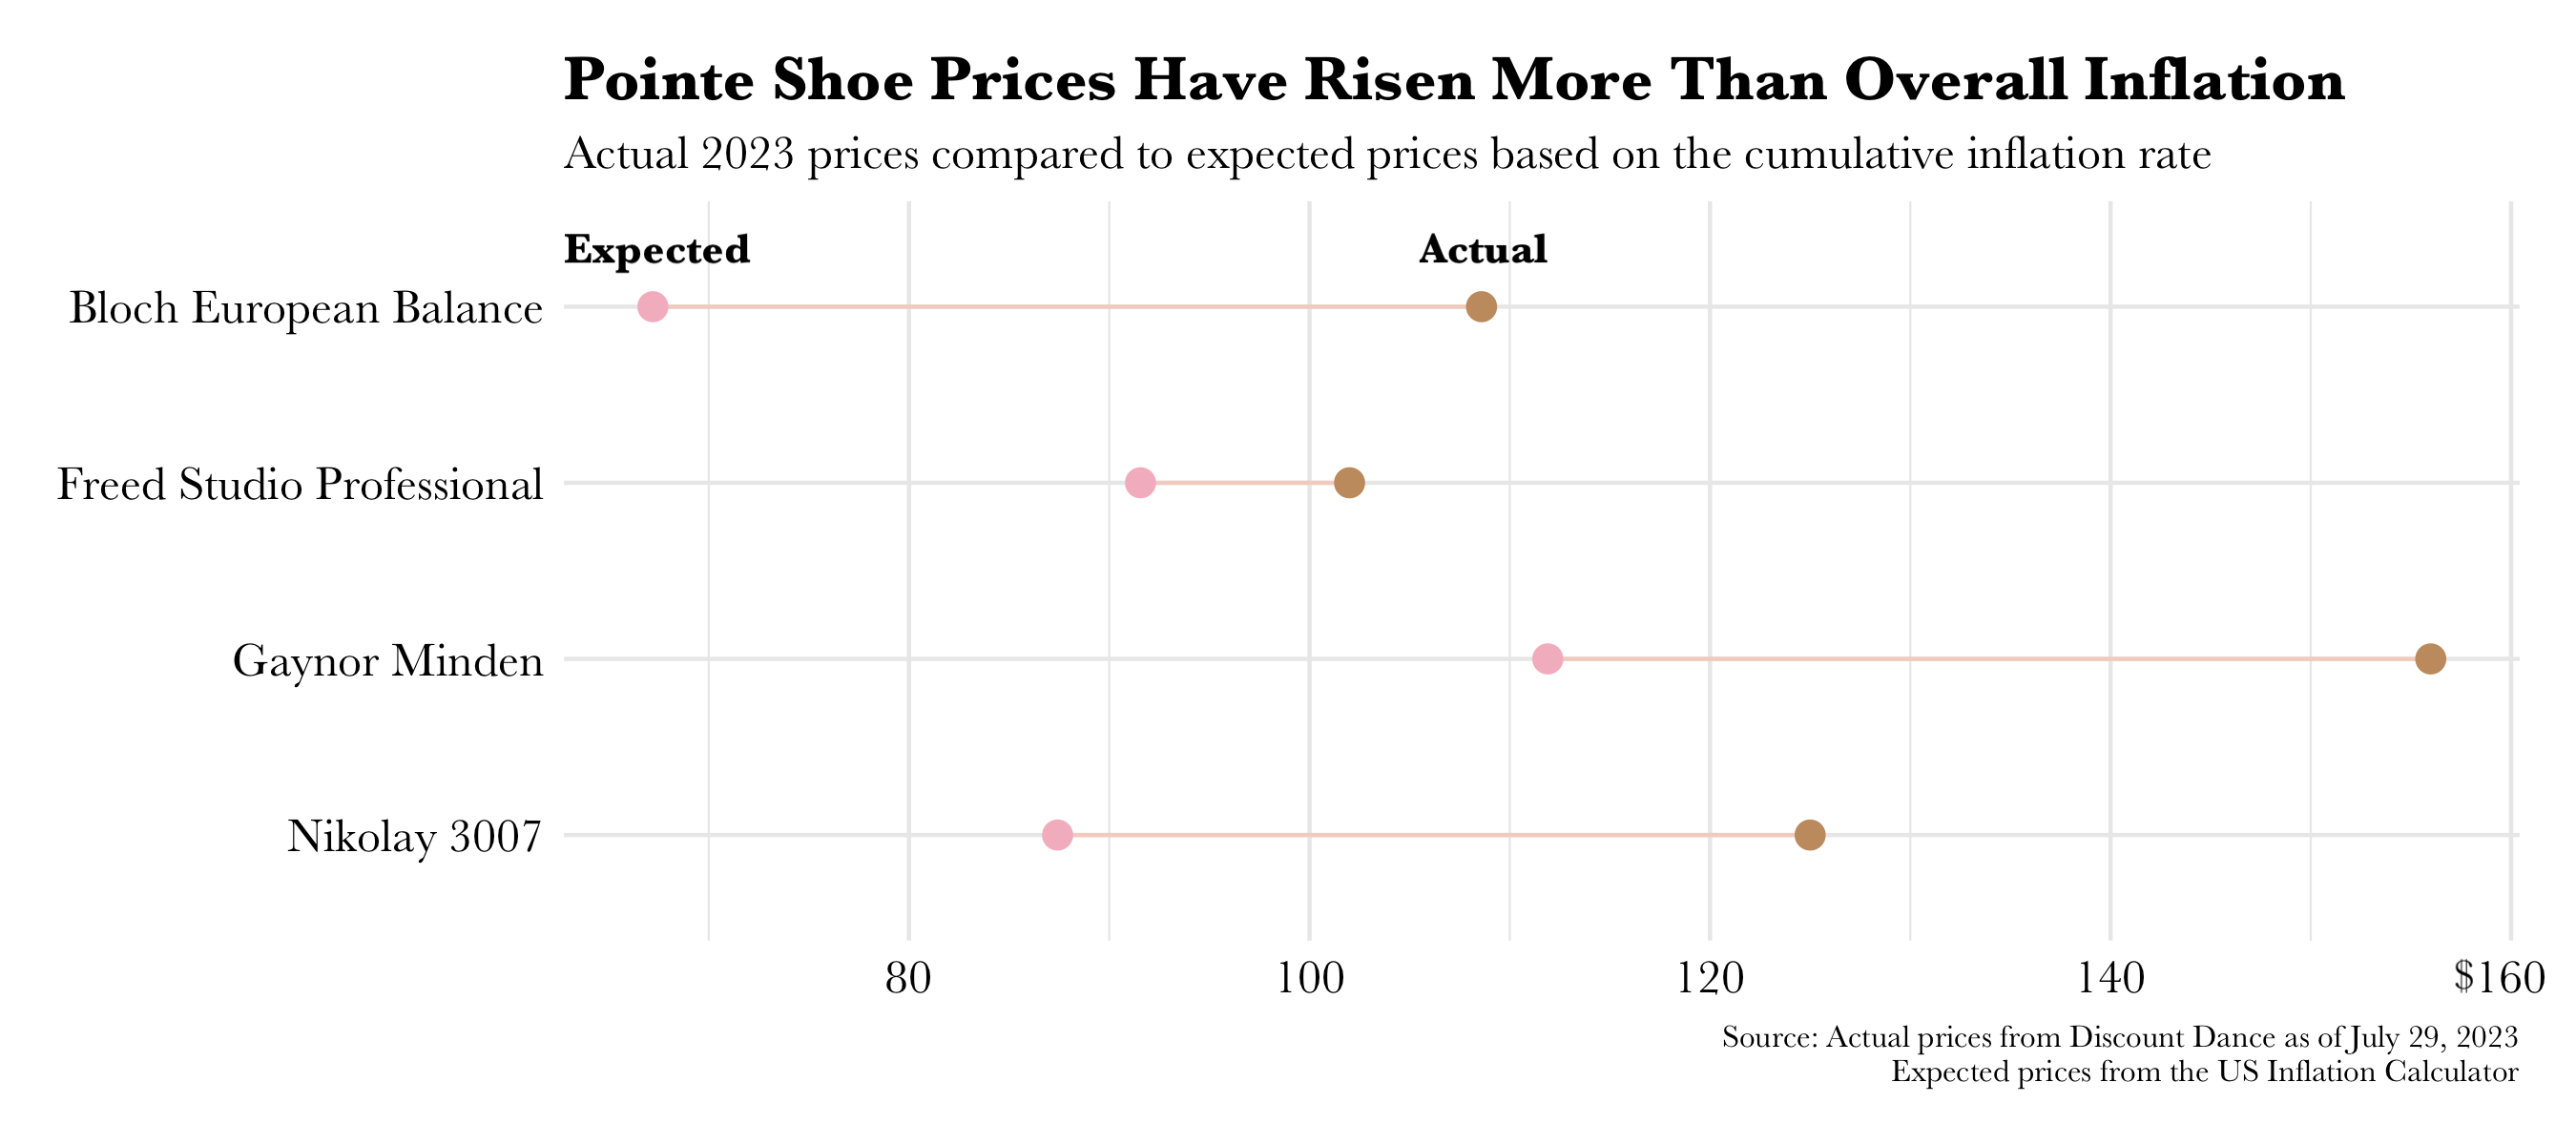 Pointe Shoe Prices Have Risen More Than Overall Inflation
Actual 2023 prices compared to expected prices based on the cumulative inflation rate
Expected
Actual
Bloch European Balance
Freed Studio Professional
Gaynor Minden
Nikolay 3007
80
100
120
140
$160
Source: Actual prices from Discount Dance as of July 29, 2023
Expected prices from the US Inflation Calculator